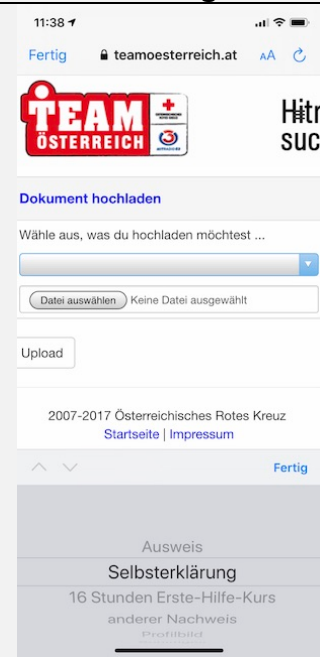 11:38
Fertig teamoesterreich.at AA
TEAM
ÖSTERREICH
Hitr
suc
Dokument hochladen
Wähle aus, was du hochladen möchtest ...
Datei auswählen Keine Datei ausgewählt
Upload
2007-2017 Österreichisches Rotes Kreuz
Startseite | Impressum
Fertig
Ausweis
Selbsterklärung
16 Stunden Erste-Hilfe-Kurs
anderer Nachweis
Profilbild